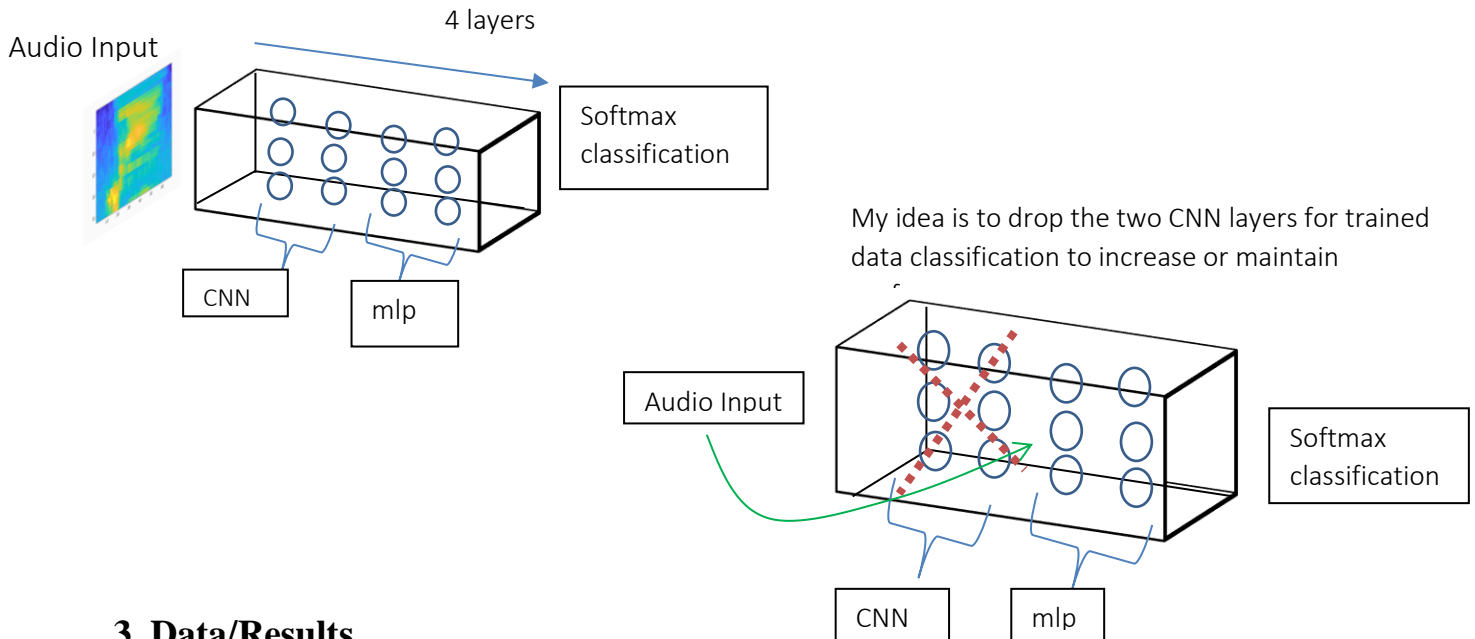 4 layers
Audio Input
Softmax
classification
CNN
mlp
My idea is to drop the two CNN layers for trained
data classification to increase or maintain
Audio Input
Softmax
classification
CNN
mlp
3. Data/Results